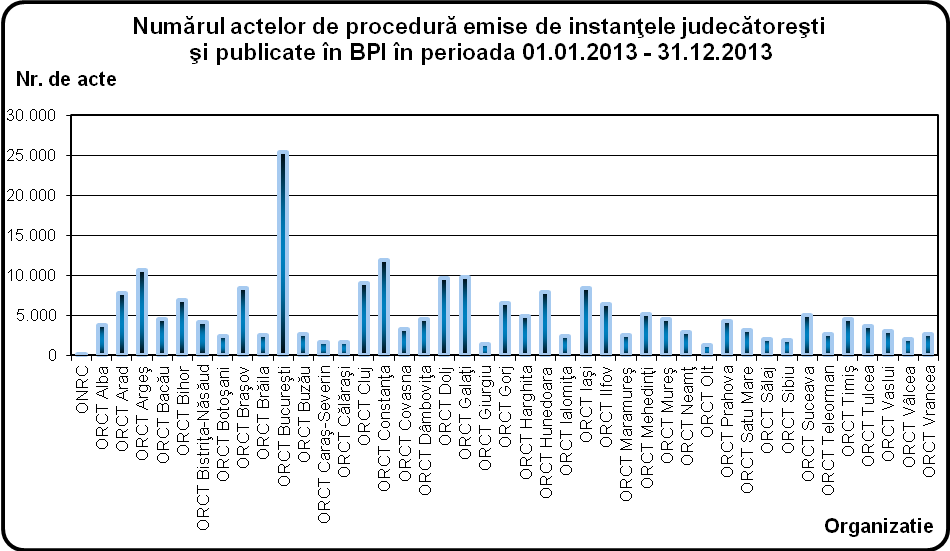 Numărul actelor de procedură emise de instanţele judecătoreşti
şi publicate în BPI în perioada 01.01.2013 - 31.12.2013
Nr. de acte
30.000
25.000
20.000
15.000
10.000
5.000
0
ONRC
ORCT Alba
ORCT Arad
ORCT Argeş
ORCT Bacău
ORCT Bihor
ORCT Bistriţa-Năsăud
ORCT Botoşani
ORCT Braşov
ORCT Brăila
ORCT Bucureşti
ORCT Buzău
ORCT Caraş-Severin
ORCT Călăraşi
ORCT Cluj
ORCT Constanţa
ORCT Covasna
ORCT Dâmboviţa
ORCT Dolj
ORCT Galaţi
ORCT Giurgiu
ORCT Gorj
ORCT Harghita
ORCT Hunedoara
ORCT Ialomiţa
ORCT Iaşi
ORCT Ilfov
ORCT Maramureş
ORCT Mehedinţi
ORCT Mureş
ORCT Neamţ
ORCT Olt
ORCT Prahova
ORCT Satu Mare
ORCT Sălaj
ORCT Sibiu
ORCT Suceava
ORCT Teleorman
ORCT Timiş
ORCT Tulcea
ORCT Vaslui
ORCT Vâlcea
ORCT Vrancea
Organizatie